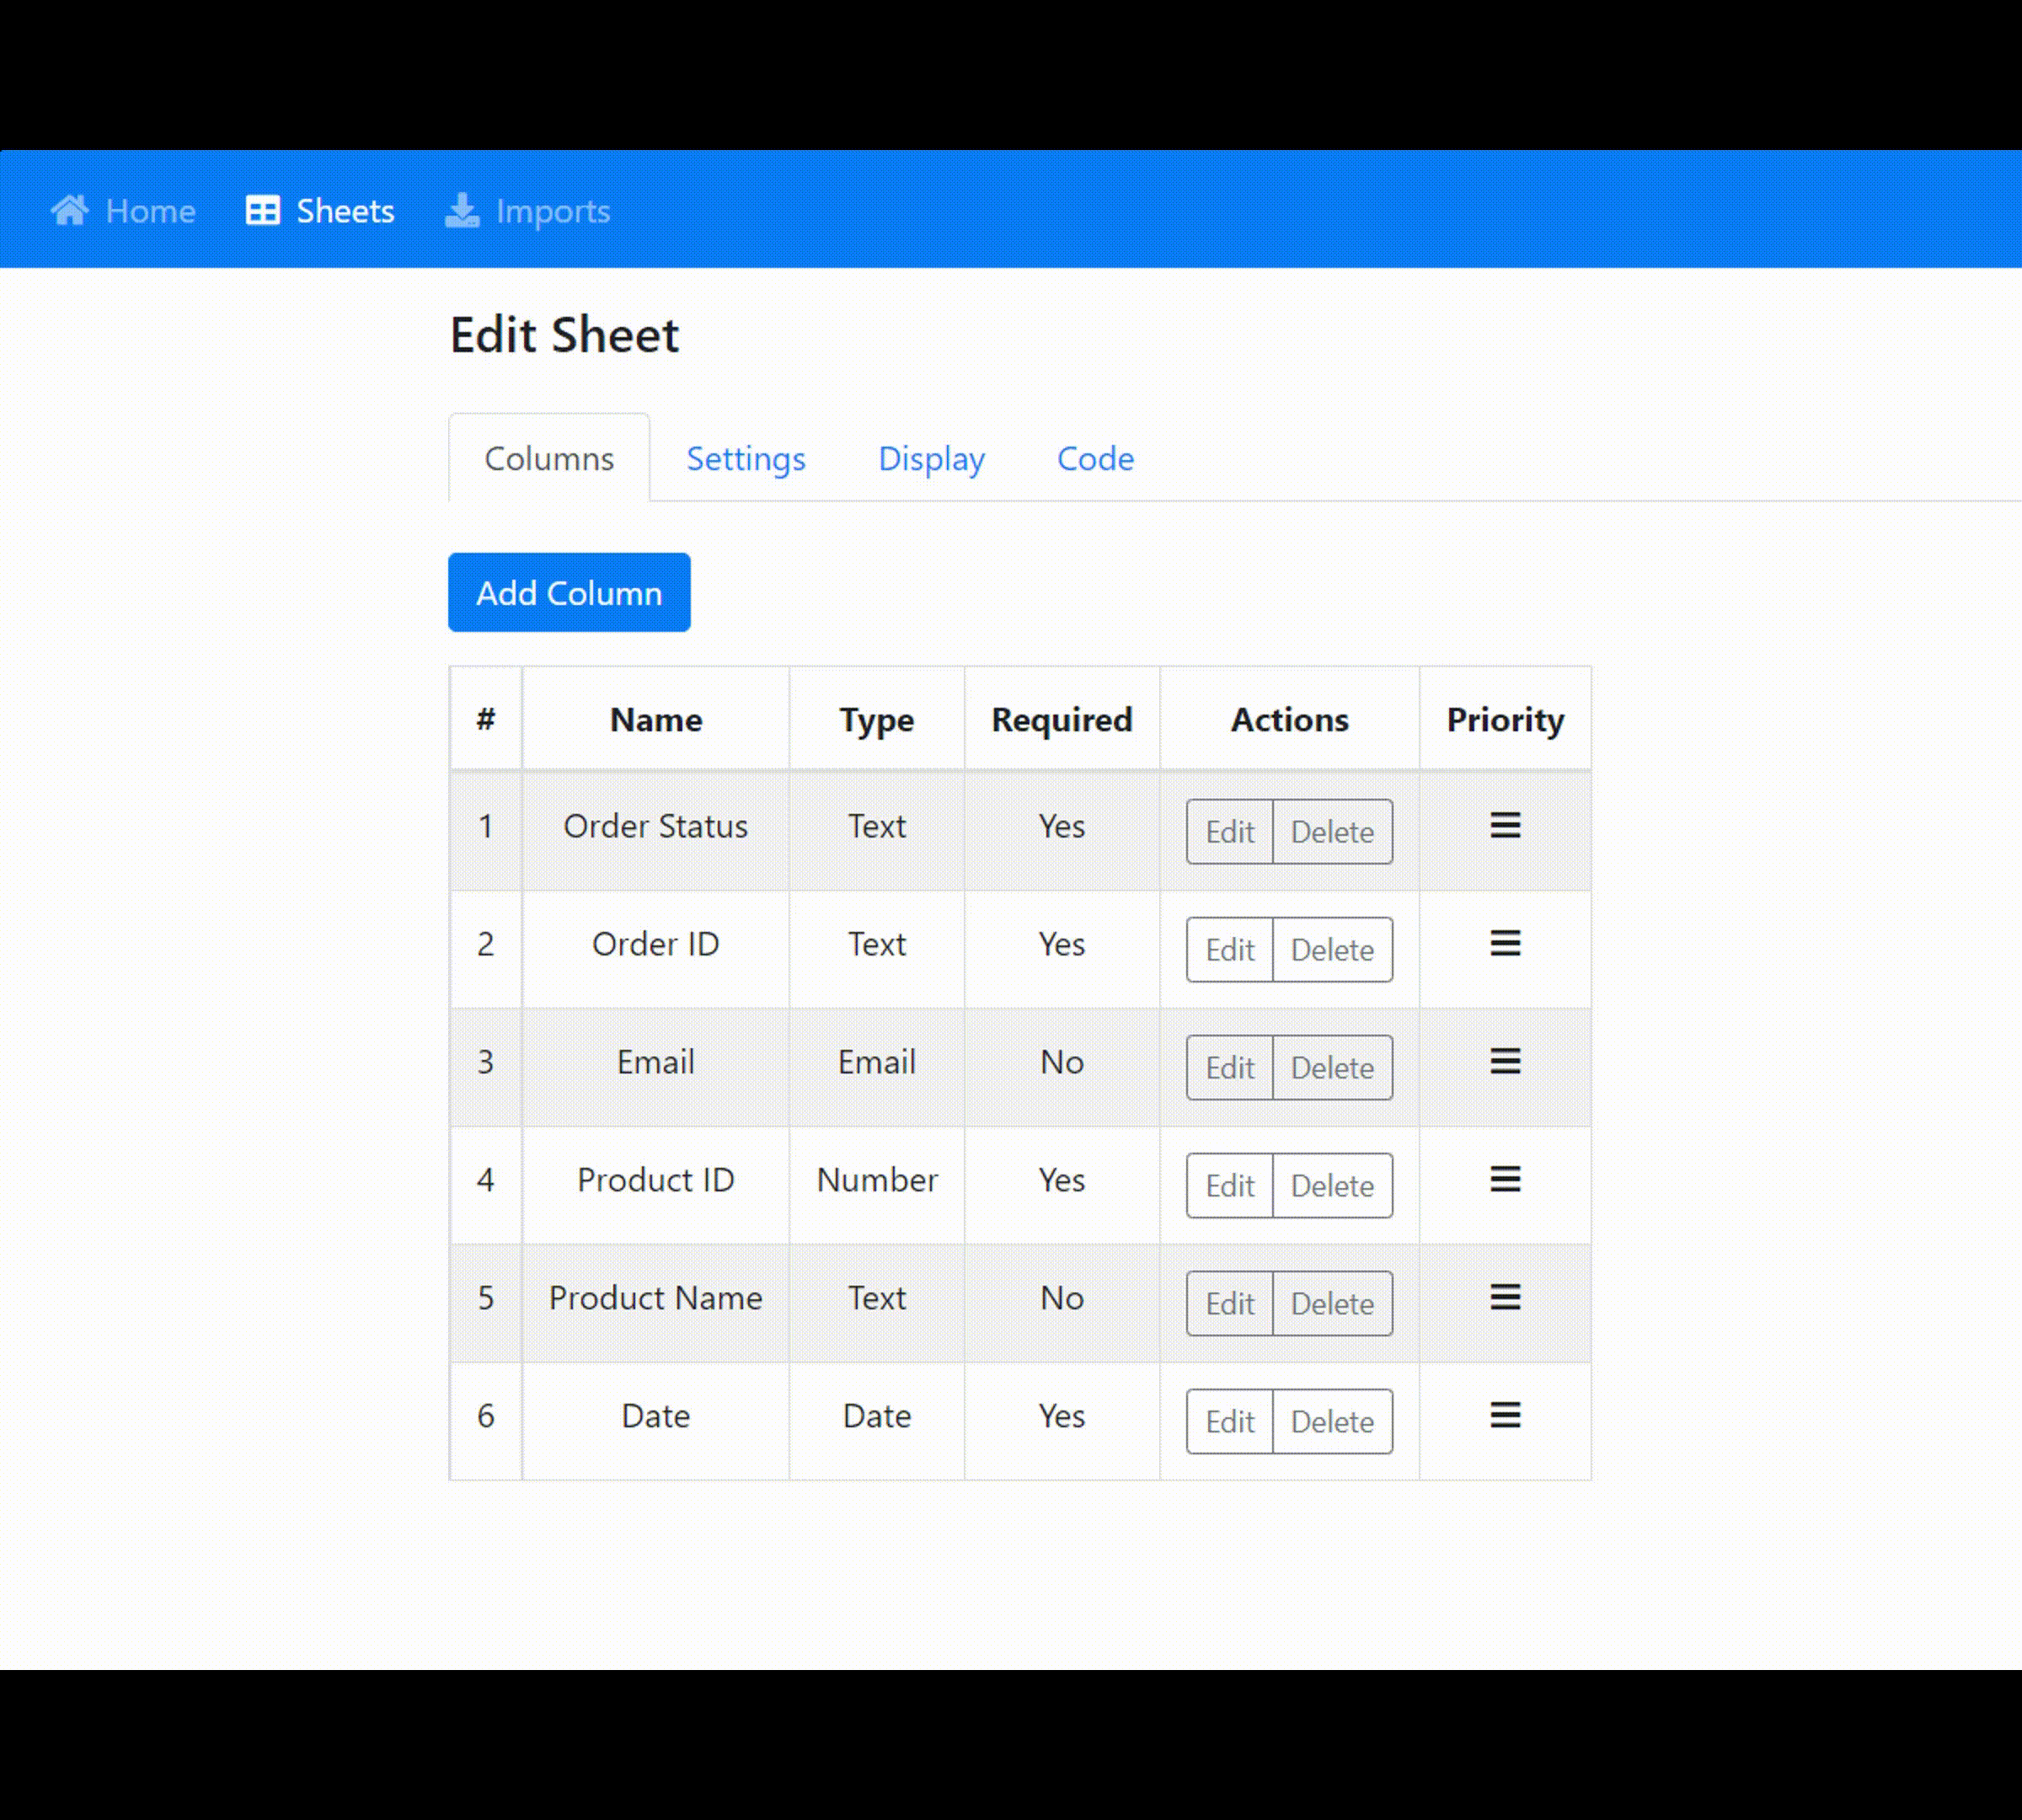 Home Sheets Imports
Edit Sheet
Columns Settings Display Code
Add Column
# Name Type Required Actions Priority
1 Order Status Text Yes Edit Delete
2 Order ID Text Yes Edit Delete
3 Email Email No Edit Delete
4 Product ID Number Yes Edit Delete
5 Product Name Text No Edit Delete
6 Date Date Yes Edit Delete